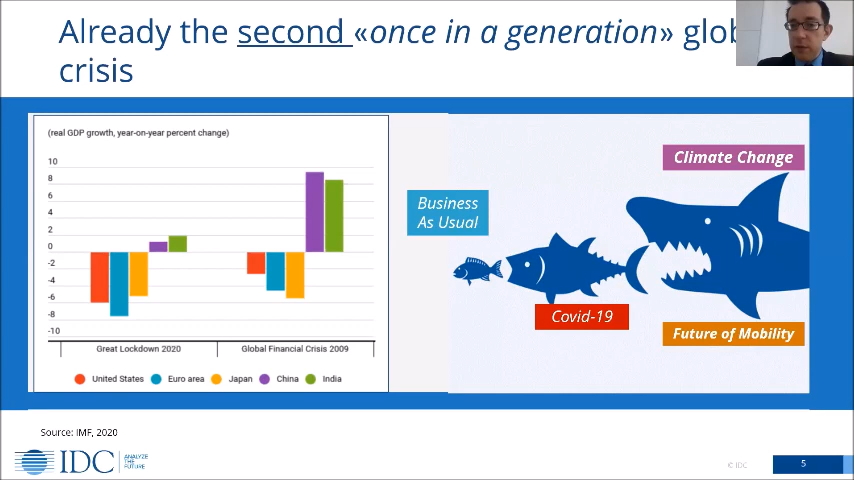 Already the second «once in a generation» glob
crisis
(real GDP growth, year-on-year percent change)
10
8
6
4
2
0
-2
-4
-6
-8
-10
Great Lockdown 2020 Global Financial Crisis 2009
United States Euro area Japan China India
Business
As Usual
Covid-19
Climate Change
Future of Mobility
Source: IMF, 2020
IDC
ANALYZE
THE
FUTURE
© IDC
5